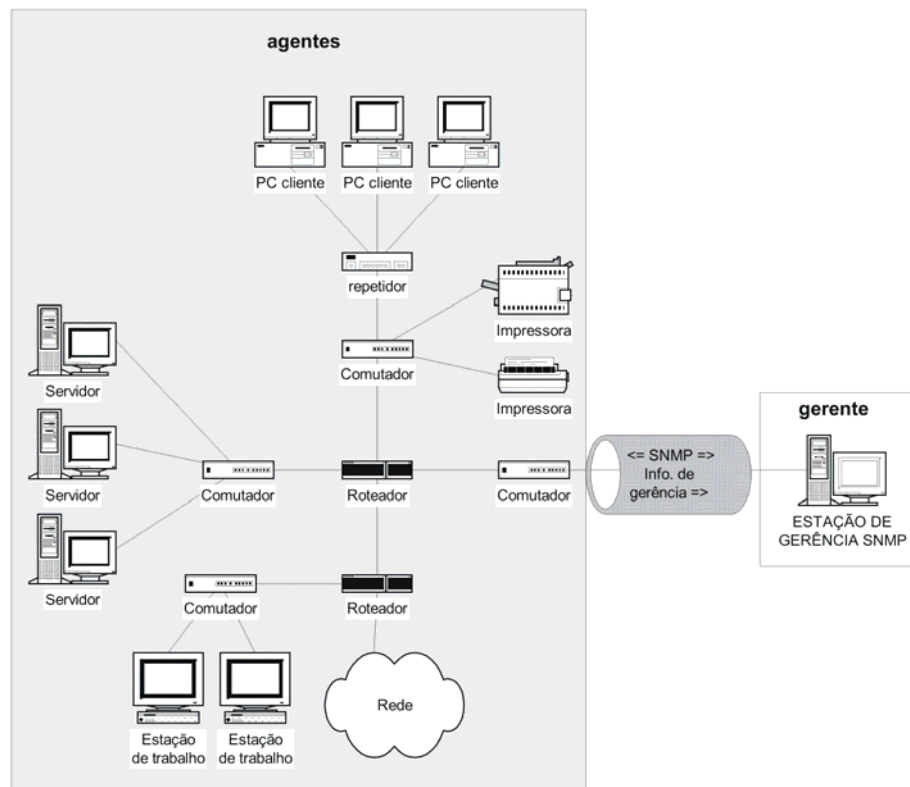 agentes
PC cliente
PC cliente
PC cliente
repetidor
Impressora
Comutador
Impressora
Servidor
Servidor
Servidor
Comutador
Roteador
Comutador
<= SNMP =>
Info. de
gerência =>
gerente
ESTAÇÃO DE
GERÊNCIA SNMP
Comutador
Roteador
Estação
de trabalho
Estação
de trabalho
Rede